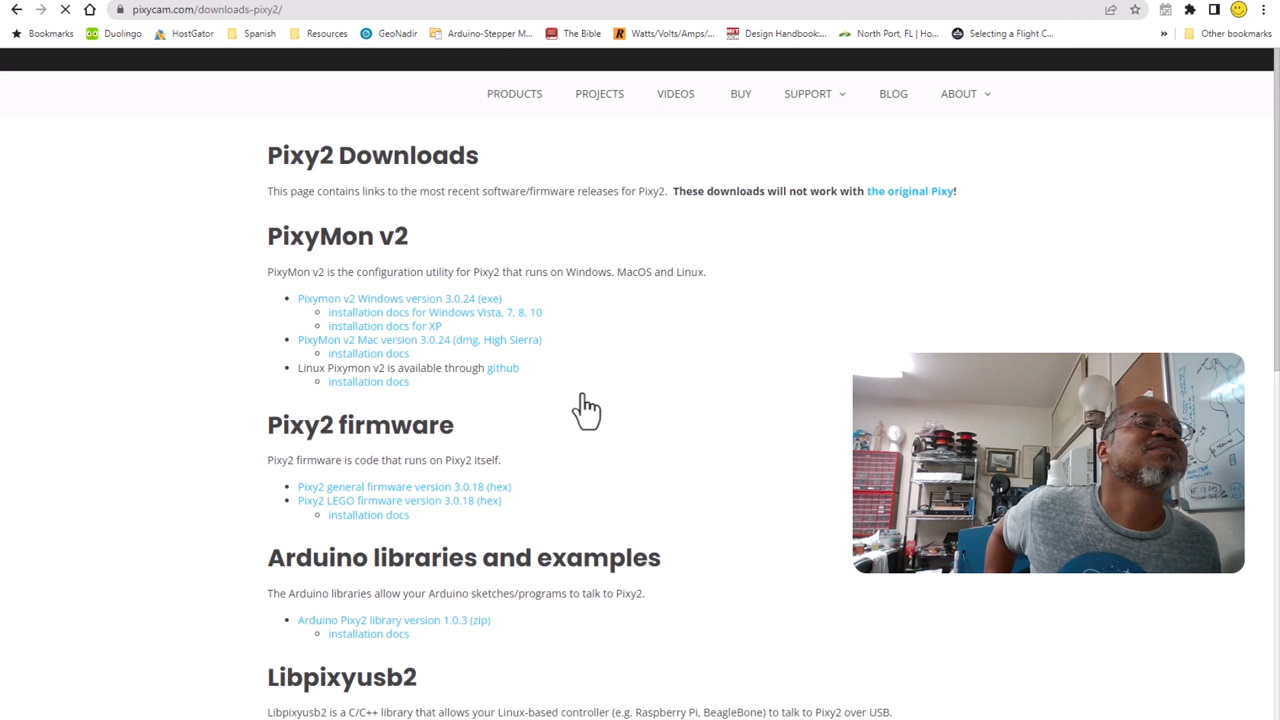 pixycam.com/downloads-pixy2/
Bookmarks Duolingo HostGator Spanish Resources GeoNadir Arduino-Stepper M... The Bible Watts/Volts/Amps/... Design Handbook:... North Port, FL | Ho... Selecting a Flight C... » Other bookmarks
PRODUCTS PROJECTS VIDEOS BUY SUPPORT BLOG ABOUT
Pixy2 Downloads
This page contains links to the most recent software/firmware releases for Pixy2. These downloads will not work with the original Pixy!
PixyMon v2
PixyMon v2 is the configuration utility for Pixy2 that runs on Windows, MacOS and Linux.
Pixymon v2 Windows version 3.0.24 (exe)
installation docs for Windows Vista, 7, 8, 10
installation docs for XP
PixyMon v2 Mac version 3.0.24 (dmg, High Sierra)
installation docs
Linux Pixymon v2 is available through github
installation docs
Pixy2 firmware
Pixy2 firmware is code that runs on Pixy2 itself.
Pixy2 general firmware version 3.0.18 (hex)
Pixy2 LEGO firmware version 3.0.18 (hex)
installation docs
Arduino libraries and examples
The Arduino libraries allow your Arduino sketches/programs to talk to Pixy2.
Arduino Pixy2 library version 1.0.3 (zip)
installation docs
Libpixyusb2
Libpixyusb2 is a C/C++ library that allows your Linux-based controller (e.g. Raspberry Pi, BeagleBone) to talk to Pixy2 over USB.